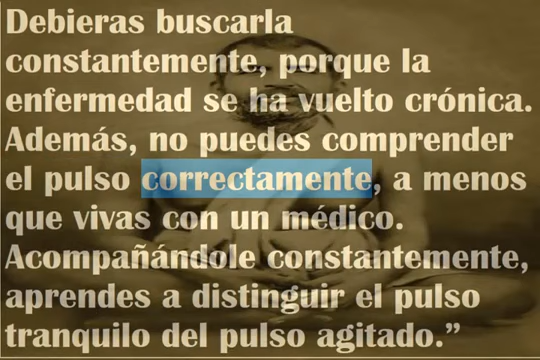 Debieras buscarla
constantemente, porque la
enfermedad se ha vuelto crónica.
Además, no puedes comprender
el pulso correctamente, a menos
que vivas con un médico.
Acompañándole constantemente,
aprendes a distinguir el pulso
tranquilo del pulso agitado.”